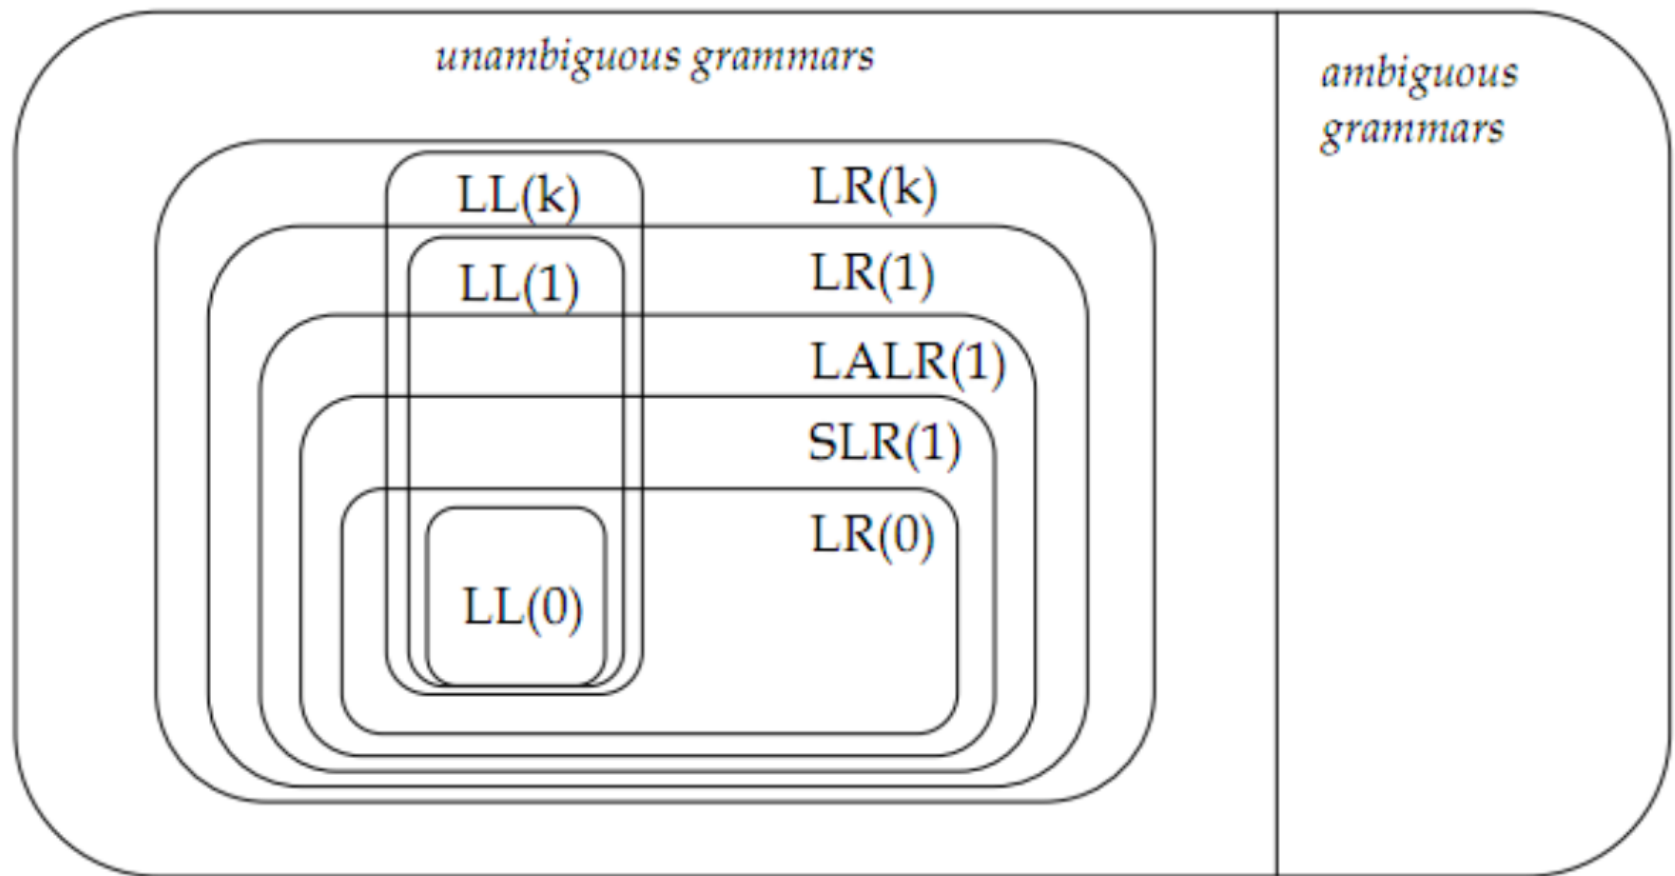 unambiguous grammars
ambiguous
grammars
LL(k)
LR(k)
LL(1)
LR(1)
LALR(1)
SLR(1)
LR(0)
LL(0)